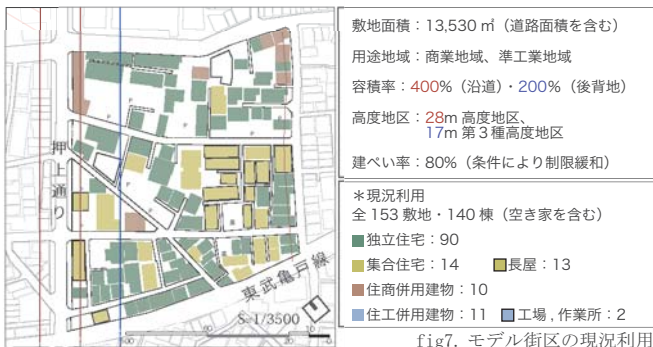 敷地面積：13,530 ㎡（道路面積を含む）
用途地域：商業地域、準工業地域
容積率：400%（沿道）・200%（後背地）
高度地区：28m 高度地区、
17m 第３種高度地区
建ぺい率：80%（条件により制限緩和）
＊現況利用
全 153 敷地・140 棟（空き家を含む）
独立住宅：90
集合住宅：14 長屋：13
住商併用建物：10
住工併用建物：11 工場 , 作業所：2
押上通り
東武亀戸線
S=1/3500
fig7. モデル街区の現況利用